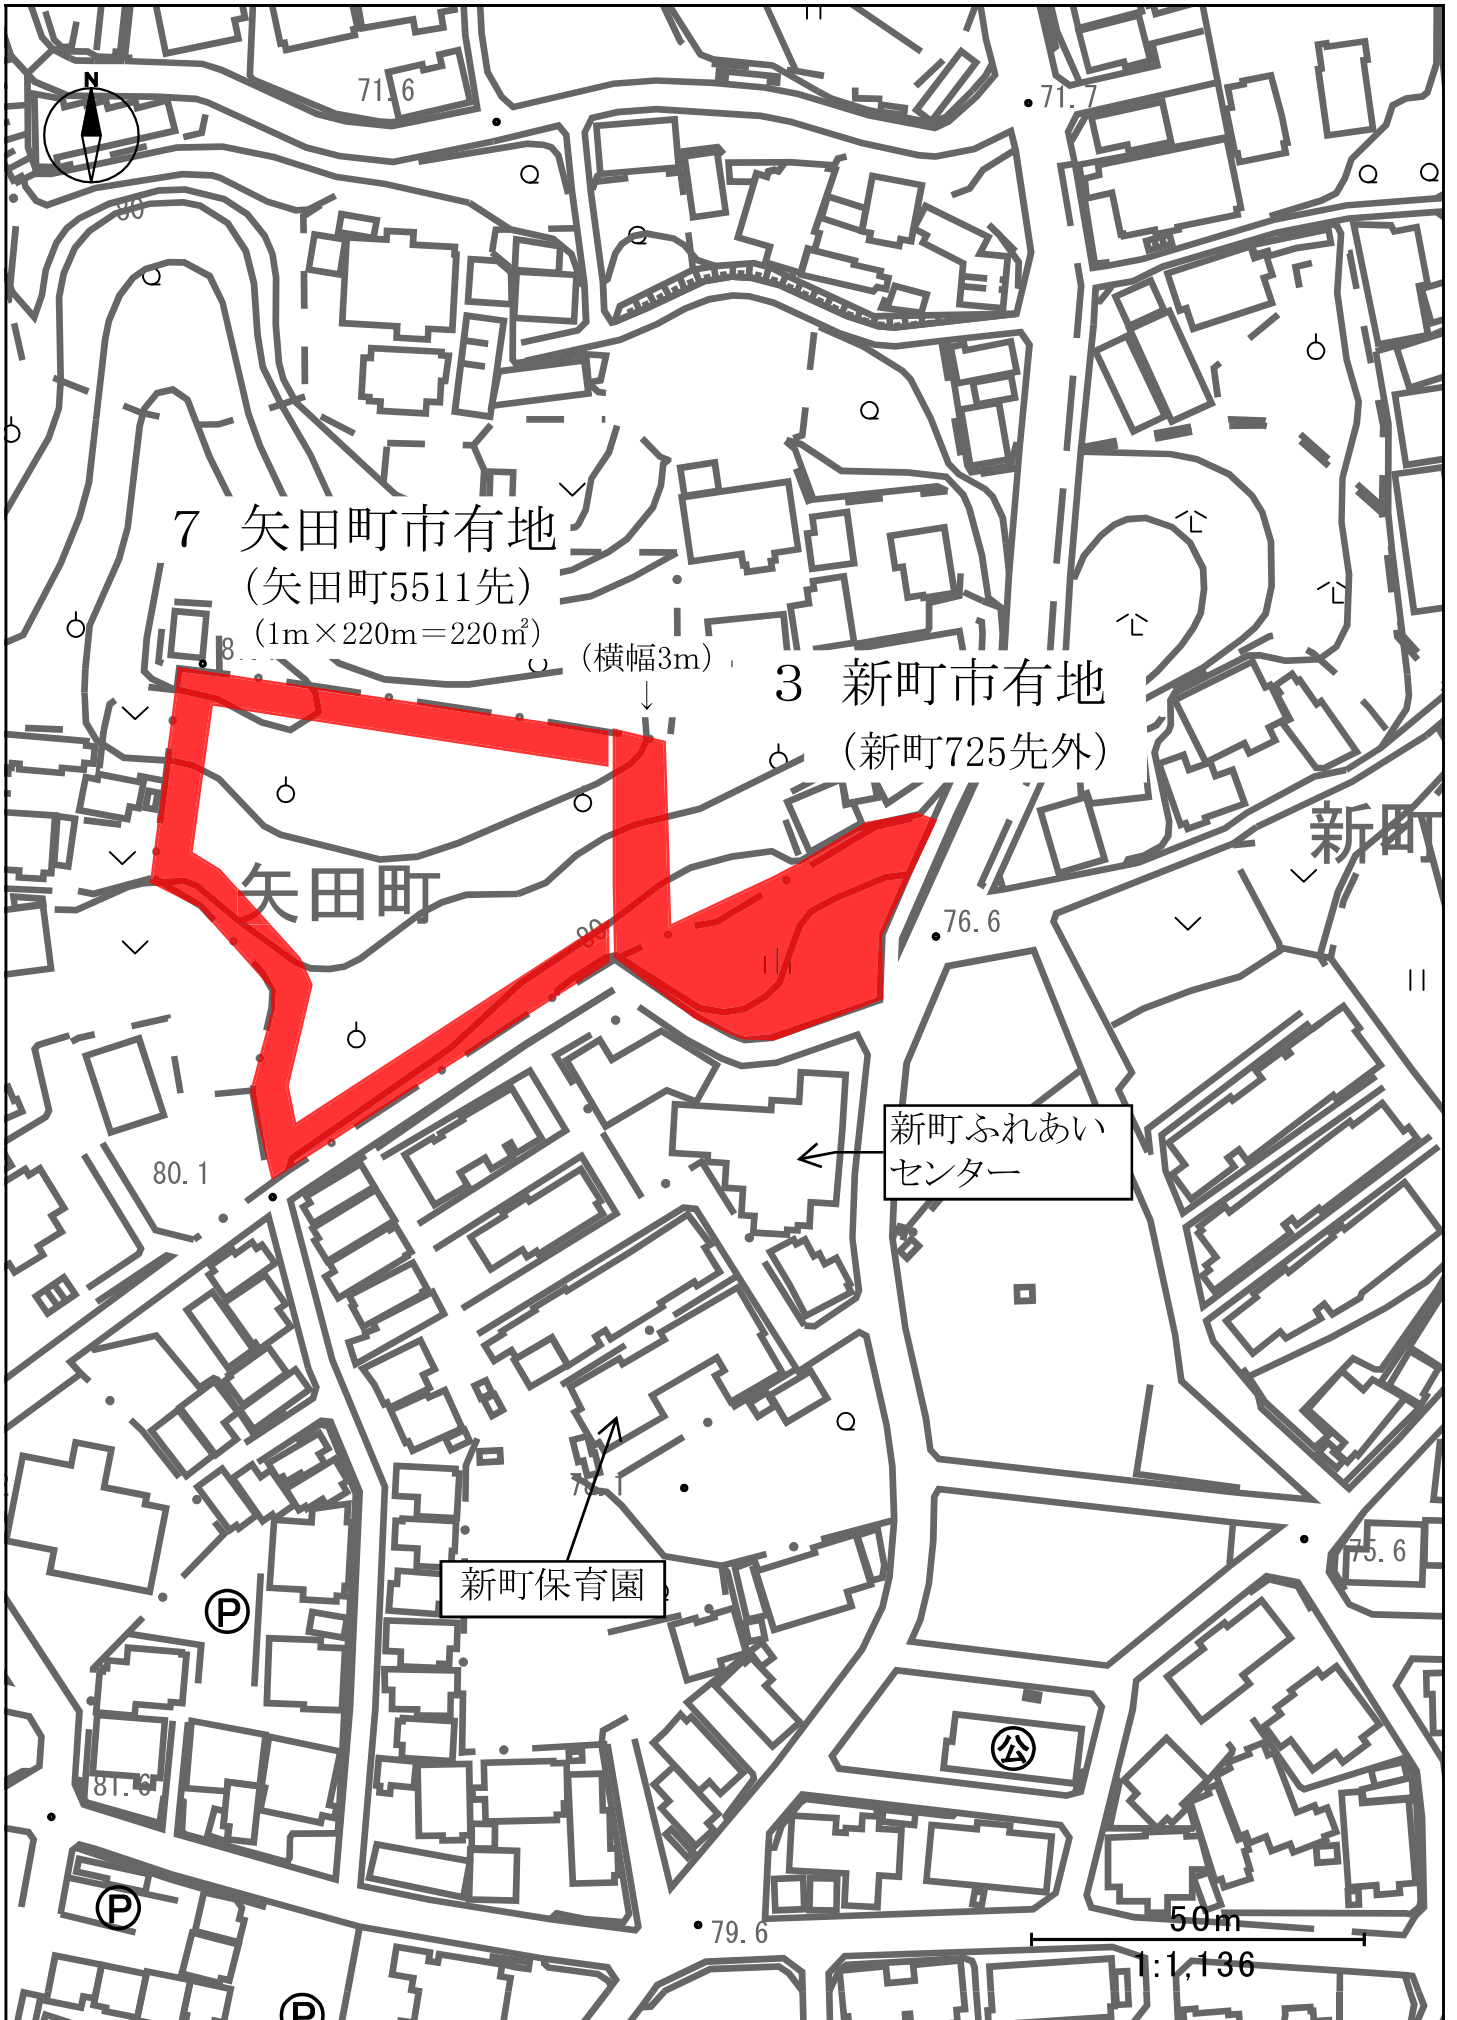 N
71.6
71.7
7 矢田町市有地
(矢田町5511先)
(1m×220m=220㎡)
(横幅3m)
↓
3 新町市有地
(新町725先外)
新町
矢田町
76.6
80.1
新町ふれあい
センター
新町保育園
75.6
P
公
P
79.6
50m
1:1,136
P